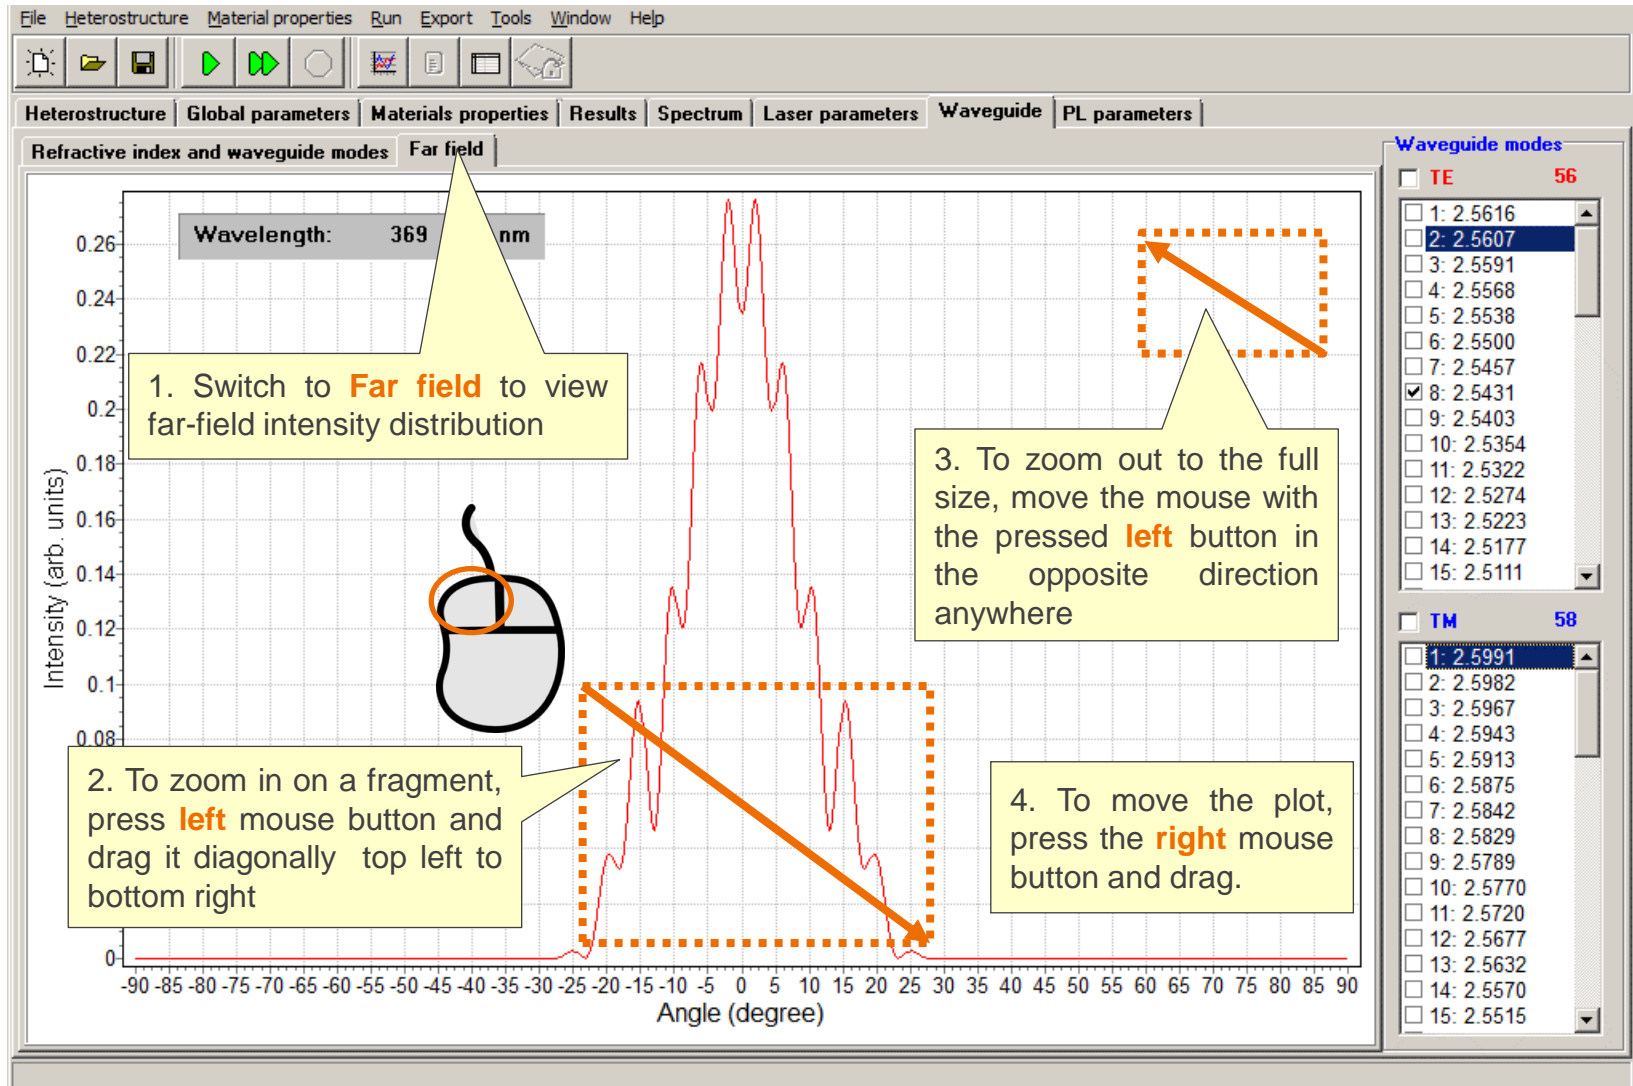 File Heterostructure Material properties Run Export Tools Window Help
Heterostructure Global parameters Materials properties Results Spectrum Laser parameters Waveguide PL parameters
Refractive index and waveguide modes Far field
Wavelength: 369 nm
1. Switch to Far field to view
far-field intensity distribution
2. To zoom in on a fragment,
press left mouse button and
drag it diagonally top left to
bottom right
3. To zoom out to the full
size, move the mouse with
the pressed left button in
the opposite direction
anywhere
4. To move the plot,
press the right mouse
button and drag.
Intensity (arb. units)
0.26
0.24
0.22
0.2
0.18
0.16
0.14
0.12
0.1
0.08
0
-90 -85 -80 -75 -70 -65 -60 -55 -50 -45 -40 -35 -30 -25 -20 -15 -10 -5 0 5 10 15 20 25 30 35 40 45 50 55 60 65 70 75 80 85 90
Angle (degree)
Waveguide modes
TE 56
1: 2.5616
2: 2.5607
3: 2.5591
4: 2.5568
5: 2.5538
6: 2.5500
7: 2.5457
8: 2.5431
9: 2.5403
10: 2.5354
11: 2.5322
12: 2.5274
13: 2.5223
14: 2.5177
15: 2.5111
TM 58
1: 2.5991
2: 2.5982
3: 2.5967
4: 2.5943
5: 2.5913
6: 2.5875
7: 2.5842
8: 2.5829
9: 2.5789
10: 2.5770
11: 2.5720
12: 2.5677
13: 2.5632
14: 2.5570
15: 2.5515